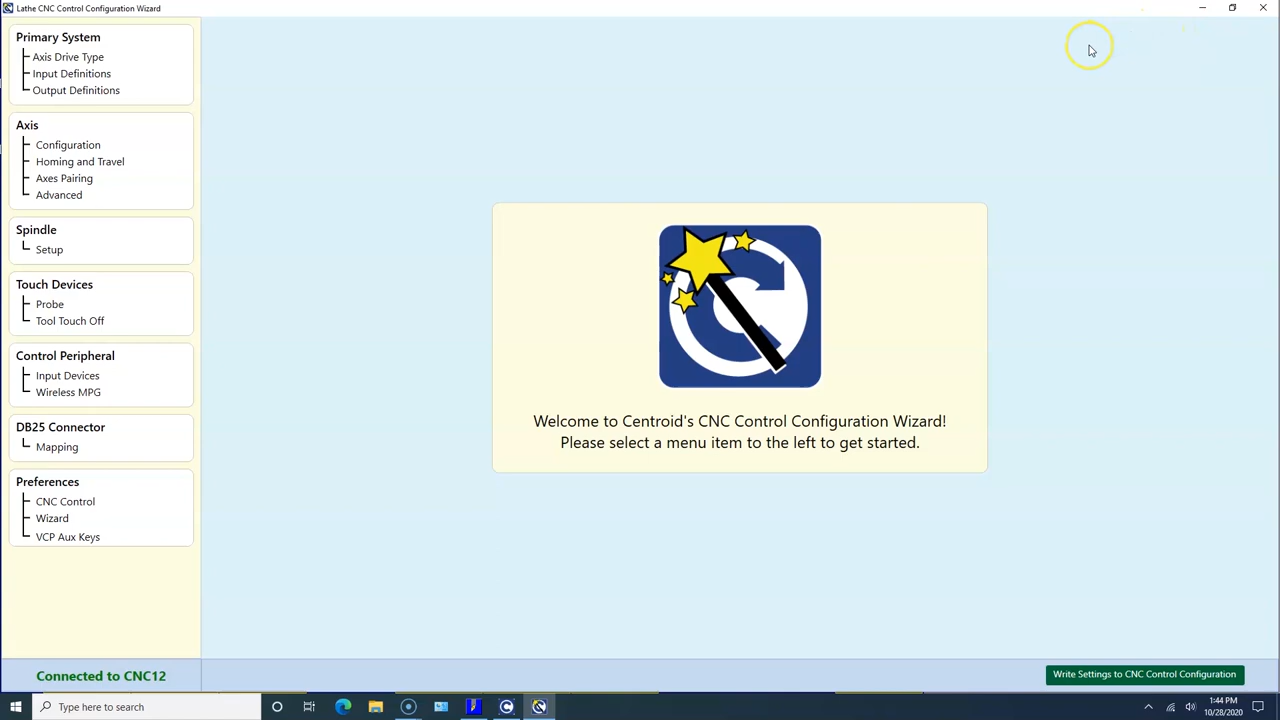 Lathe CNC Control Configuration Wizard
Primary System
Axis Drive Type
Input Definitions
Output Definitions
Axis
Configuration
Homing and Travel
Axes Pairing
Advanced
Spindle
Setup
Touch Devices
Probe
Tool Touch Off
Control Peripheral
Input Devices
Wireless MPG
DB25 Connector
Mapping
Preferences
CNC Control
Wizard
VCP Aux Keys
Welcome to Centroid's CNC Control Configuration Wizard!
Please select a menu item to the left to get started.
Connected to CNC12
Write Settings to CNC Control Configuration
Type here to search
1:44 PM
10/28/2020